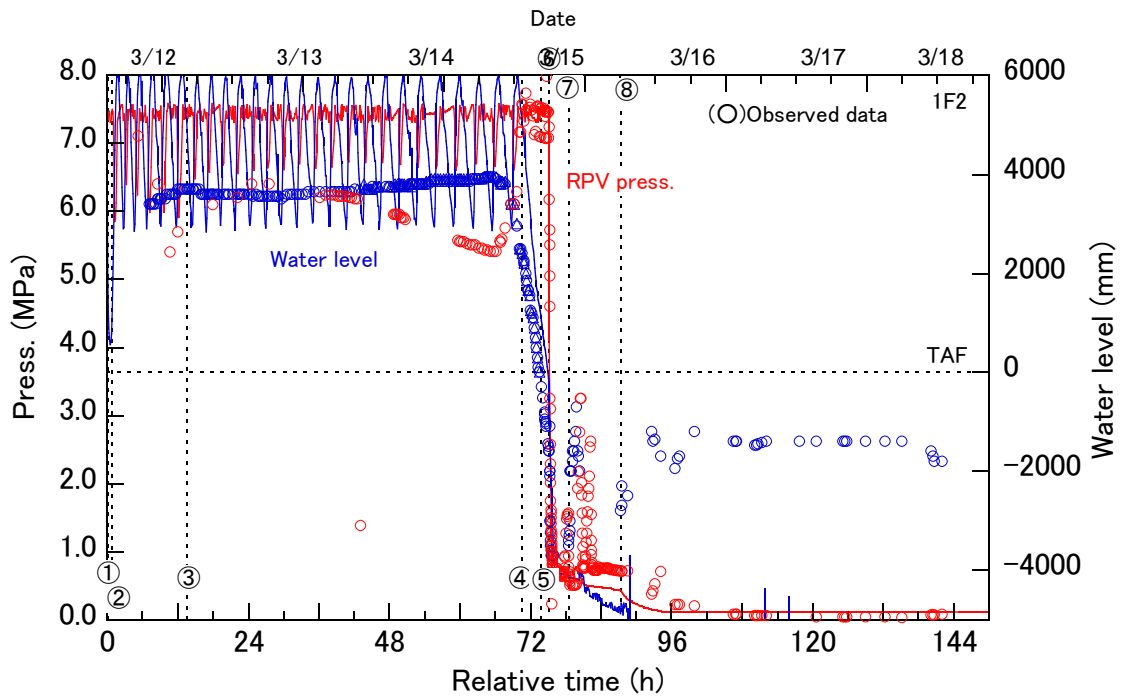 Date
3/12 3/13 3/14 3/15 3/16 3/17 3/18
8.0 ⑥ 6000
⑦ ⑧ 1F2
(○)Observed data
7.0
RPV press.
4000
6.0
Water level
5.0 2000
4.0
TAF
0
3.0
2.0 −2000
1.0
① ② ③ ④ ⑤ −4000
0.0
0 24 48 72 96 120 144
Relative time (h)
Press. (MPa)
Water level (mm)